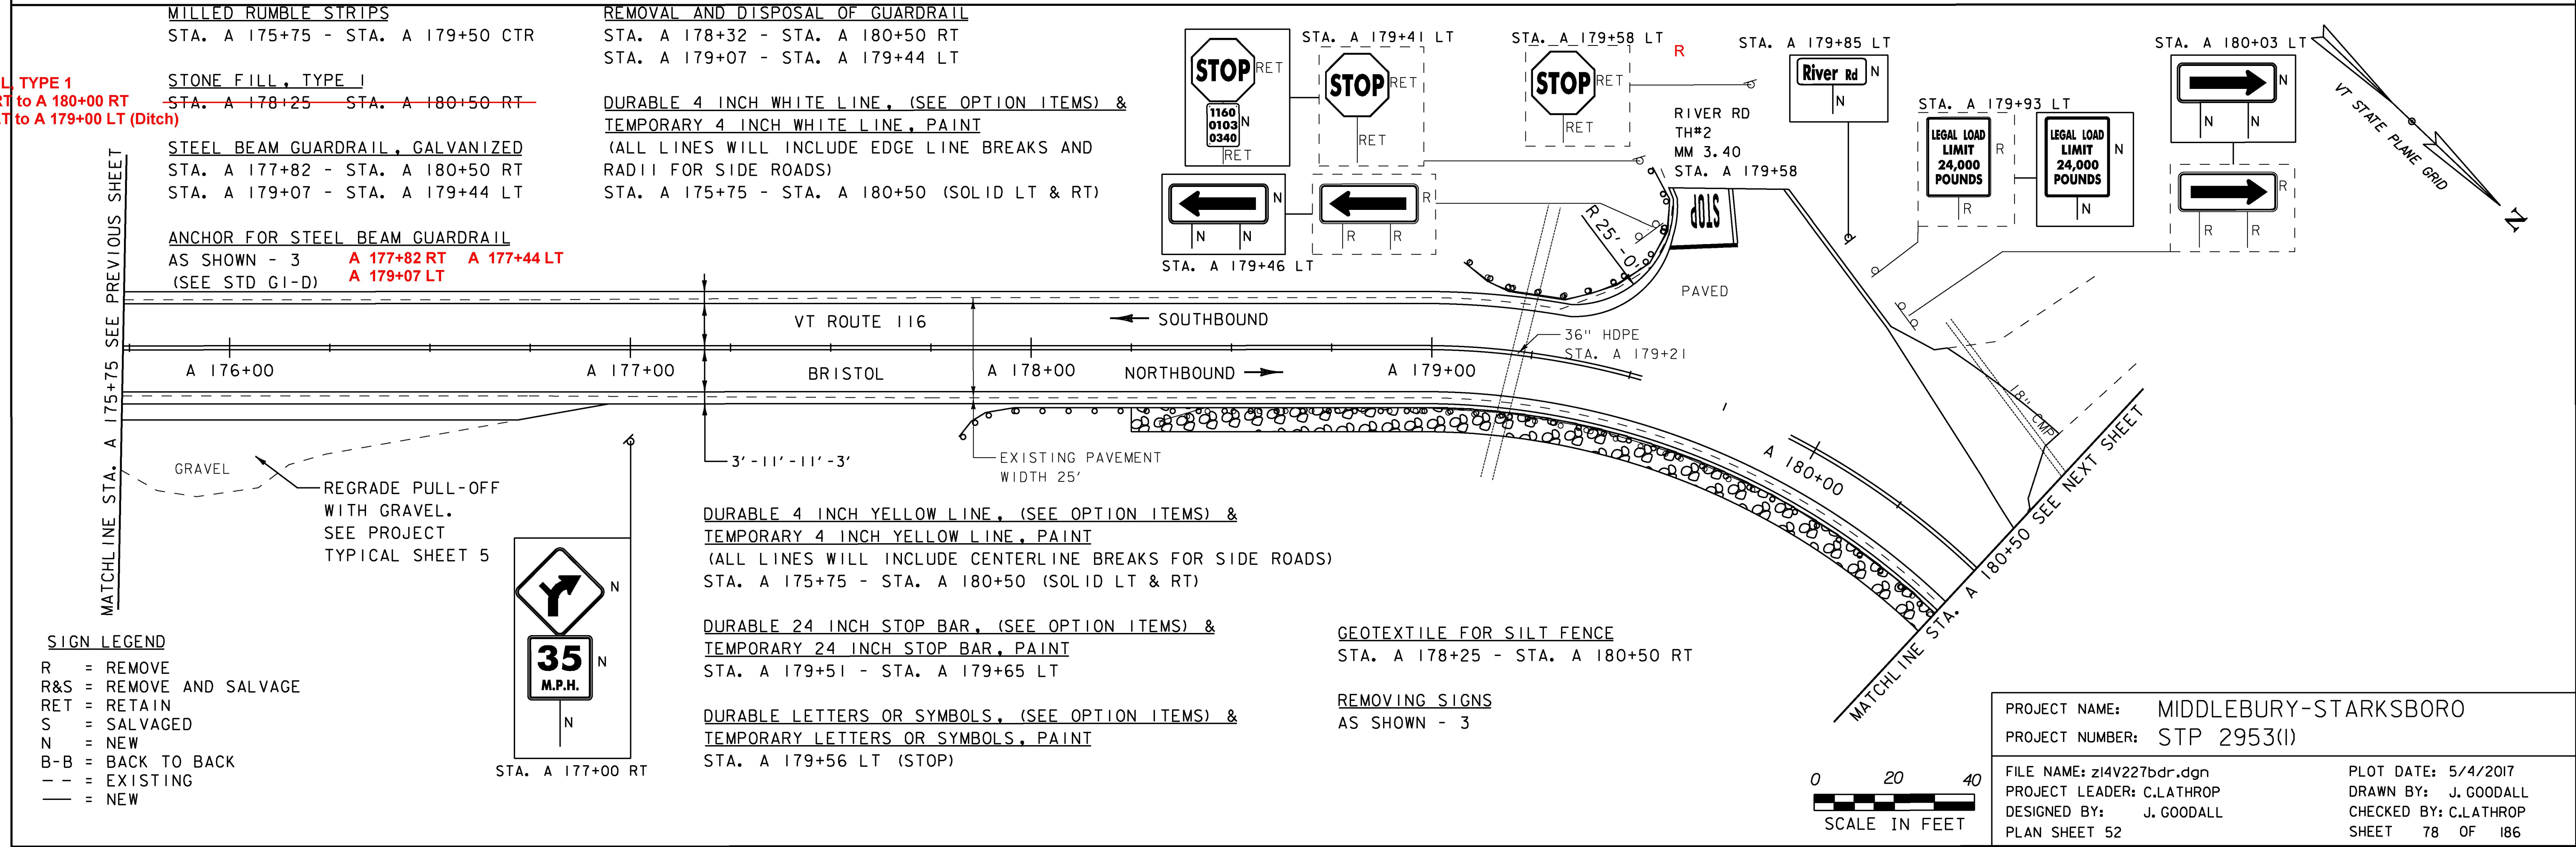 MILLED RUMBLE STRIPS
STA. A 175+75 - STA. A 179+50 CTR
STONE FILL, TYPE I
STA. A 178+25 - STA. A 180+50 RT
L, TYPE 1
RT to A 180+00 RT
LT to A 179+00 LT (Ditch)
STEEL BEAM GUARDRAIL, GALVANIZED
STA. A 177+82 - STA. A 180+50 RT
STA. A 179+07 - STA. A 179+44 LT
ANCHOR FOR STEEL BEAM GUARDRAIL
AS SHOWN - 3
(SEE STD G1-D)
A 177+82 RT A 177+44 LT
A 179+07 LT
REMOVAL AND DISPOSAL OF GUARDRAIL
STA. A 178+32 - STA. A 180+50 RT
STA. A 179+07 - STA. A 179+44 LT
DURABLE 4 INCH WHITE LINE, (SEE OPTION ITEMS) &
TEMPORARY 4 INCH WHITE LINE, PAINT
(ALL LINES WILL INCLUDE EDGE LINE BREAKS AND
RADII FOR SIDE ROADS)
STA. A 175+75 - STA. A 180+50 (SOLID LT & RT)
STOP
RET
1160
0103
0340
N
RET
STA. A 179+41 LT
STOP
RET
RET
STA. A 179+58 LT
R
STOP
RET
RET
STA. A 179+85 LT
River Rd
N
N
STA. A 180+03 LT
N
N N
R
R R
STA. A 179+93 LT
LEGAL LOAD
LIMIT
24,000
POUNDS
R
R
LEGAL LOAD
LIMIT
24,000
POUNDS
N
N
RIVER RD
TH#2
MM 3.40
STA. A 179+58
N
N N
R
R R
STA. A 179+46 LT
VT STATE PLANE GRID
N
R 25'-0"
STOP
PAVED
36" HDPE
STA. A 179+21
18" CMP
MATCHLINE STA. A 175+75 SEE PREVIOUS SHEET
VT ROUTE 116
SOUTHBOUND
A 176+00
A 177+00
BRISTOL
A 178+00
NORTHBOUND
A 179+00
A 180+00
MATCHLINE STA. A 180+50 SEE NEXT SHEET
GRAVEL
REGRADE PULL-OFF
WITH GRAVEL.
SEE PROJECT
TYPICAL SHEET 5
3'-11'-11'-3'
EXISTING PAVEMENT
WIDTH 25'
N
35
M.P.H.
N
N
STA. A 177+00 RT
DURABLE 4 INCH YELLOW LINE, (SEE OPTION ITEMS) &
TEMPORARY 4 INCH YELLOW LINE, PAINT
(ALL LINES WILL INCLUDE CENTERLINE BREAKS FOR SIDE ROADS)
STA. A 175+75 - STA. A 180+50 (SOLID LT & RT)
DURABLE 24 INCH STOP BAR, (SEE OPTION ITEMS) &
TEMPORARY 24 INCH STOP BAR, PAINT
STA. A 179+51 - STA. A 179+65 LT
DURABLE LETTERS OR SYMBOLS, (SEE OPTION ITEMS) &
TEMPORARY LETTERS OR SYMBOLS, PAINT
STA. A 179+56 LT (STOP)
GEOTEXTILE FOR SILT FENCE
STA. A 178+25 - STA. A 180+50 RT
REMOVING SIGNS
AS SHOWN - 3
SIGN LEGEND
R = REMOVE
R&S = REMOVE AND SALVAGE
RET = RETAIN
S = SALVAGED
N = NEW
B-B = BACK TO BACK
-- = EXISTING
— = NEW
0 20 40
SCALE IN FEET
PROJECT NAME: MIDDLEBURY-STARKSBORO
PROJECT NUMBER: STP 2953(1)
FILE NAME: z14V227bdr.dgn
PROJECT LEADER: C.LATHROP
DESIGNED BY: J. GOODALL
PLAN SHEET 52
PLOT DATE: 5/4/2017
DRAWN BY: J. GOODALL
CHECKED BY: C.LATHROP
SHEET 78 OF 186